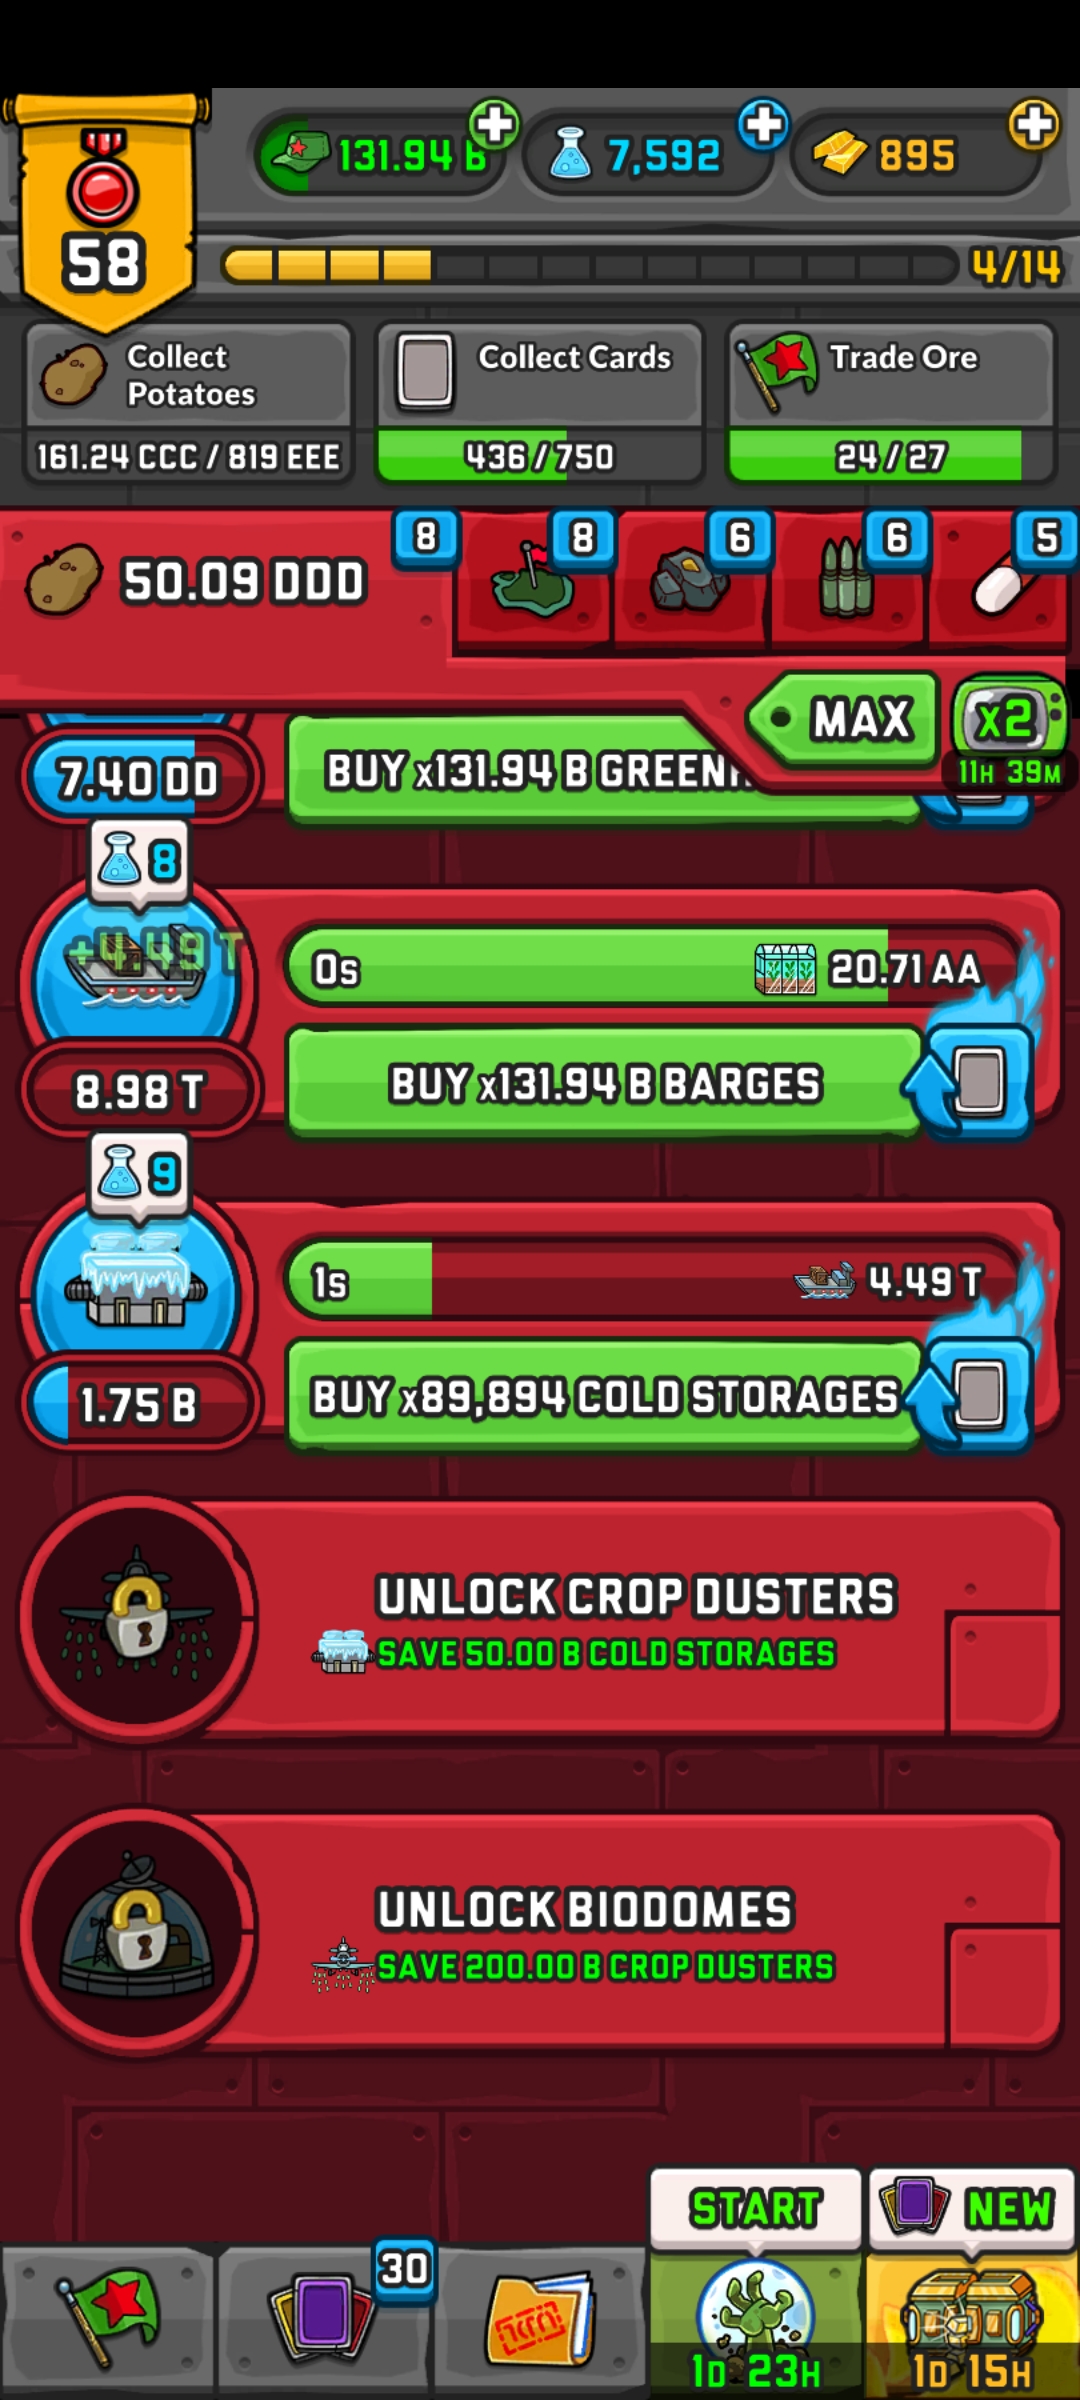 58
131.94 B
7,592
895
4/14
Collect
Potatoes
161.24 CCC / 819 EEE
Collect Cards
436 / 750
Trade Ore
24 / 27
50.09 DDD
8
8
6
6
5
MAX
x2
11H 39M
7.40 DD
BUY x131.94 B
8
+4.49 T
0s
20.71 AA
8.98 T
BUY x131.94 B BARGES
9
1s
4.49 T
1.75 B
BUY x89,894 COLD STORAGES
UNLOCK CROP DUSTERS
SAVE 50.00 B COLD STORAGES
UNLOCK BIODOMES
SAVE 200.00 B CROP DUSTERS
START
NEW
30
1D 23H
1D 15H